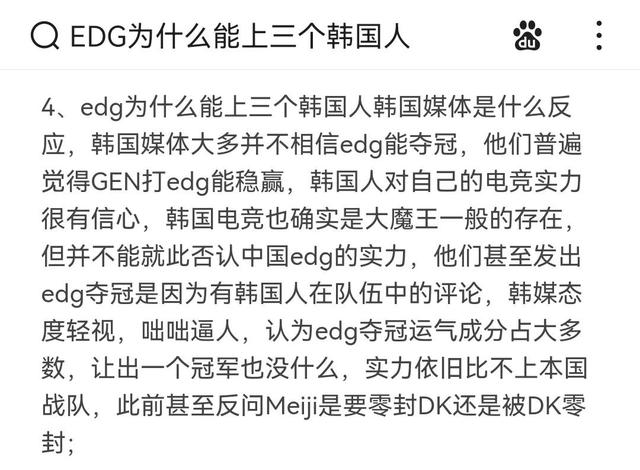 EDG为什么能上三个韩国人
du
4、edg为什么能上三个韩国人韩国媒体是什么反
应，韩国媒体大多并不相信edg能夺冠，他们普遍
觉得GEN打edg能稳赢，韩国人对自己的电竞实力
很有信心，韩国电竞也确实是大魔王一般的存在，
但并不能就此否认中国edg的实力，他们甚至发出
edg夺冠是因为有韩国人在队伍中的评论，韩媒态
度轻视，咄咄逼人，认为edg夺冠运气成分占大多
数，让出一个冠军也没什么，实力依旧比不上本国
战队，此前甚至反问Meiji是要零封DK还是被DK零
封；